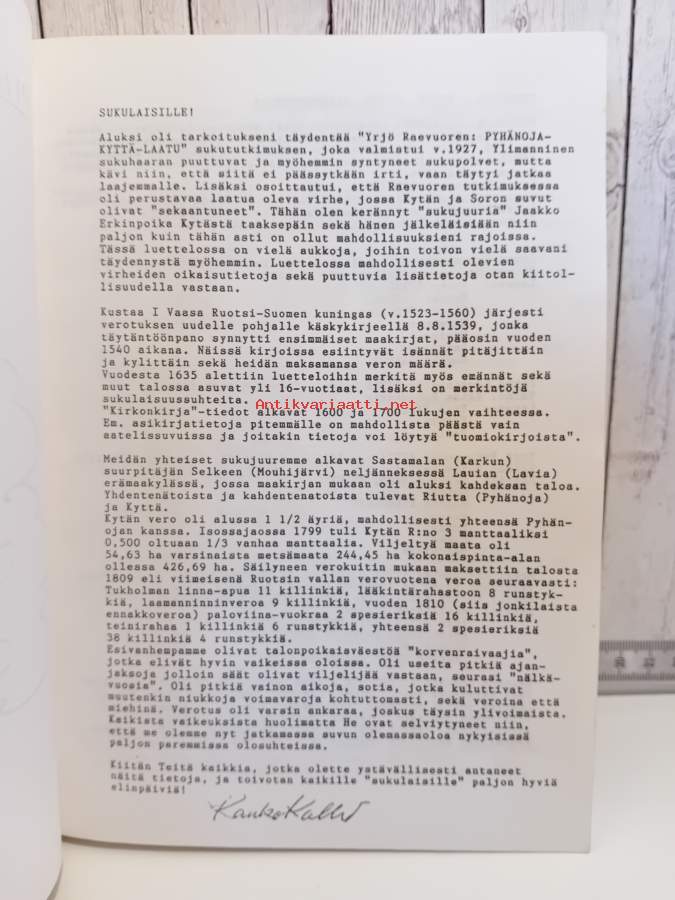 SUKULAISILLE!
Aluksi oli tarkoitukseni täydentää "Yrjö Raevuoren: PYHÄNOJA-
KYTTÄ-LAATU" sukututkimuksen, joka valmistui v.1927, Ylimanninen
sukuhaaran puuttuvat ja myöhemmin syntyneet sukupolvet, mutta
kävi niin, että siitä ei päässytkään irti, vaan täytyi jatkaa
laajemmalle. Lisäksi osoittautui, että Raevuoren tutkimuksessa
oli perustavaa laatua oleva virhe, jossa Kytän ja Soron suvut
olivat "sekaantuneet". Tähän olen kerännyt "sukujuuria" Jaakko
Erkinpoika Kytästä taaksepäin sekä hänen jälkeläisiään niin
paljon kuin tähän asti on ollut mahdollisuuksieni rajoissa.
Tässä luettelossa on vielä aukkoja, joihin toivon vielä saavani
täydennystä myöhemmin. Luettelossa mahdollisesti olevien
virheiden oikaisutietoja sekä puuttuvia lisätietoja otan kiitol-
lisuudella vastaan.
Kustaa I Vaasa Ruotsi-Suomen kuningas (v.1523-1560) järjesti
verotuksen uudelle pohjalle käskykirjeellä 8.8.1539, jonka
täytäntöönpano synnytti ensimmäiset maakirjat, pääosin vuoden
1540 aikana. Näissä kirjoissa esiintyvät isännät pitäjittäin
ja kylittäin sekä heidän maksamansa veron määrä.
Vuodesta 1635 alettiin luetteloihin merkitä myös emännät sekä
muut talossa asuvat yli 16-vuotiaat, lisäksi on merkintöjä
sukulaisuussuhteita.
Antikvariaatti.net
"Kirkonkirja"-tiedot alkavat 1600 ja 1700 lukujen vaihteessa.
Em. asikirjatietoja pitemmälle on mahdollista päästä vain
aatelissuvuissa ja joitakin tietoja voi löytyä "tuomiokirjoista".
Meidän yhteiset sukujuuremme alkavat Sastamalan (Karkun)
suurpitäjän Selkeen (Mouhijärvi) neljänneksessä Lauian (Lavia)
erämaakylässä, jossa maakirjan mukaan oli aluksi kahdeksan taloa.
Yhdentenätoista ja kahdentenatoista tulevat Riutta (Pyhänoja)
ja Kyttä.
Kytän vero oli alussa 1 1/2 äyriä, mahdollisesti yhteensä Pyhän-
ojan kanssa. Isossajaossa 1799 tuli Kytän R:no 3 manttaaliksi
0,500 oltuaan 1/3 vanhaa manttaalia. Viljeltyä maata oli
54,63 ha varsinaista metsämaata 244,45 ha kokonaispinta-alan
ollessa 426,69 ha. Säilyneen verokuitin mukaan maksettiin talosta
1809 eli viimeisenä Ruotsin vallan verovuotena veroa seuraavasti:
Tukholman linna-apua 11 killinkiä, lääkintärahastoon 8 runstyk-
kiä, laamanninninveroa 9 killinkiä, vuoden 1810 (siis jonkilaista
ennakkoveroa) paloviina-vuokraa 2 spesieriksiä 16 killinkiä,
teinirahaa 1 killinkiä 6 runstykkiä, yhteensä 2 spesieriksiä
38 killinkiä 4 runstykkiä.
Esivanhempamme olivat talonpoikaisväestöä "korvenraivaajia",
jotka elivät hyvin vaikeissa oloissa. Oli useita pitkiä ajan-
jaksoja jolloin säät olivat viljelijää vastaan, seurasi "nälkä-
vuosia". Oli pitkiä vainon aikoja, sotia, jotka kuluttivat
muutenkin niukkoja voimavaroja kohtuttomasti, sekä veroina että
miehinä. Verotus oli varsin ankaraa, joskus täysin ylivoimaista.
Kaikista vaikeuksista huolimatta He ovat selviytyneet niin,
että me olemme nyt jatkamassa suvun olemassaoloa nykyisissä
paljon paremmissa olosuhteissa.
Kiitän Teitä kaikkia, jotka olette ystävällisesti antaneet
näitä tietoja, ja toivotan kaikille "sukulaisille" paljon hyviä
elinpäiviä!